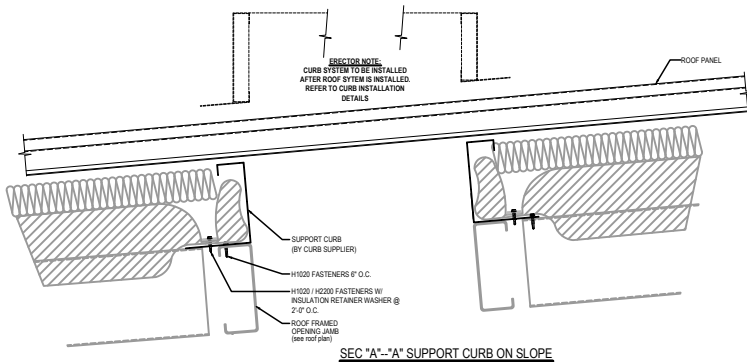 ERECTOR NOTE:
CURB SYSTEM TO BE INSTALLED
AFTER ROOF SYTEM IS INSTALLED.
REFER TO CURB INSTALLATION
DETAILS
ROOF PANEL
SUPPORT CURB
(BY CURB SUPPLIER)
H1020 FASTENERS 6" O.C.
H1020 / H2200 FASTENERS W/
INSULATION RETAINER WASHER @
2'-0" O.C.
ROOF FRAMED
OPENING JAMB
(see roof plan)
SEC "A"--"A" SUPPORT CURB ON SLOPE